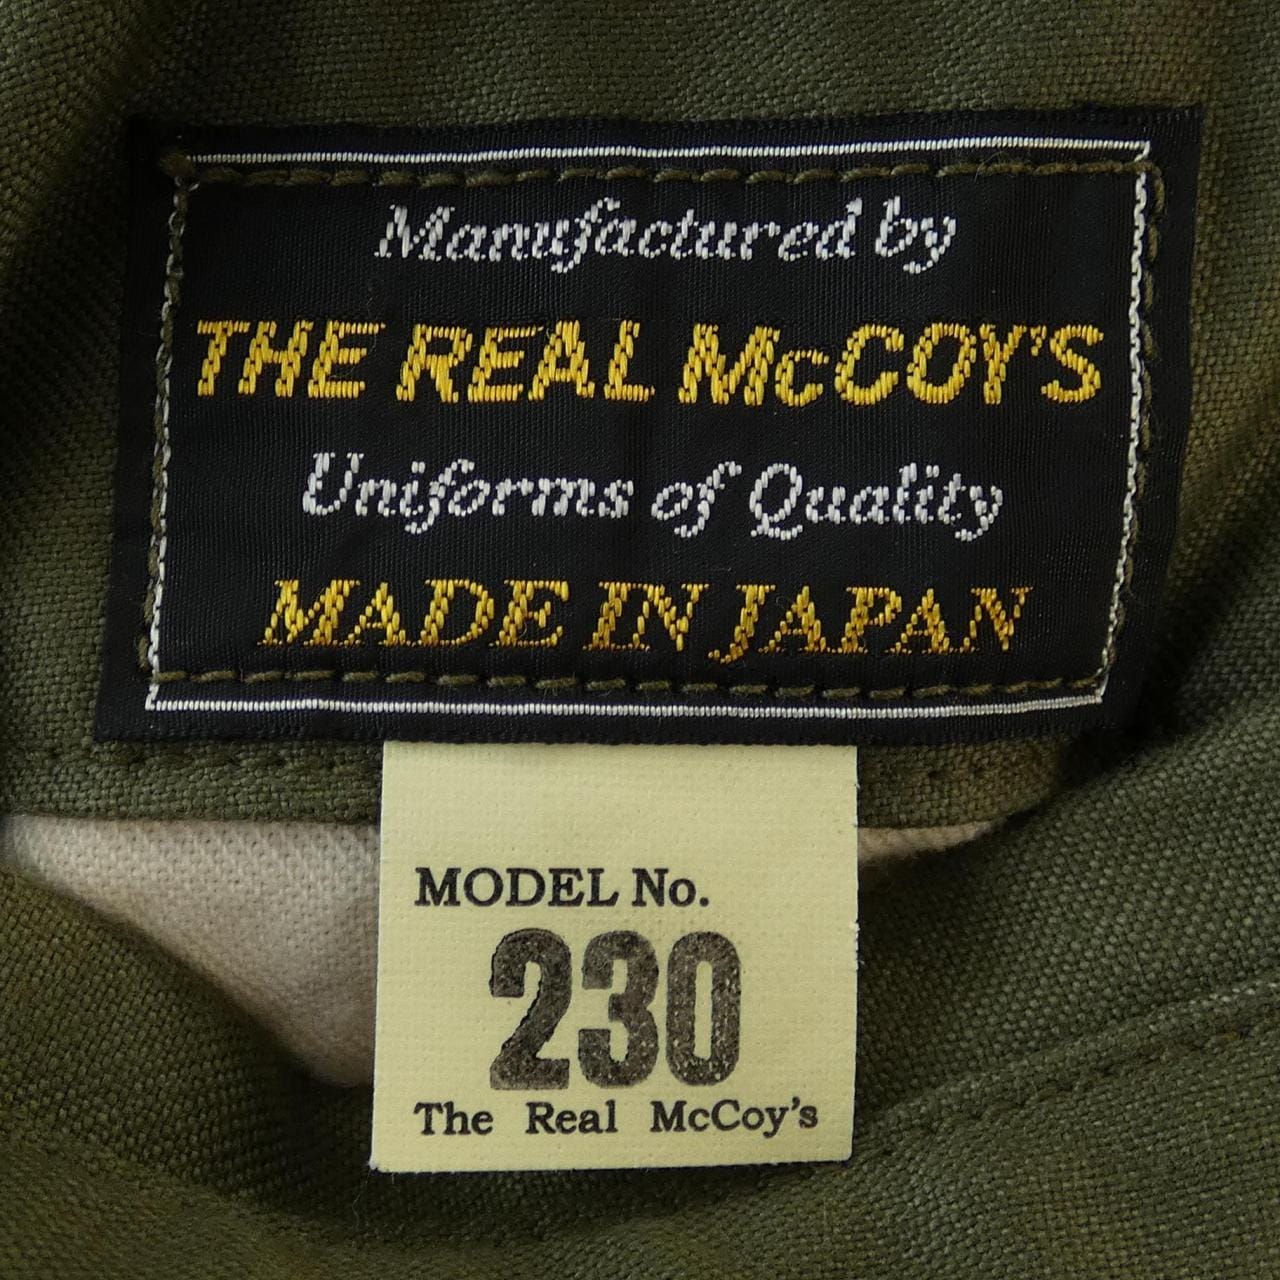 Manufactured by
THE REAL McCOY'S
Uniforms of Quality
MADE IN JAPAN
MODEL No.
230
The Real McCoy's